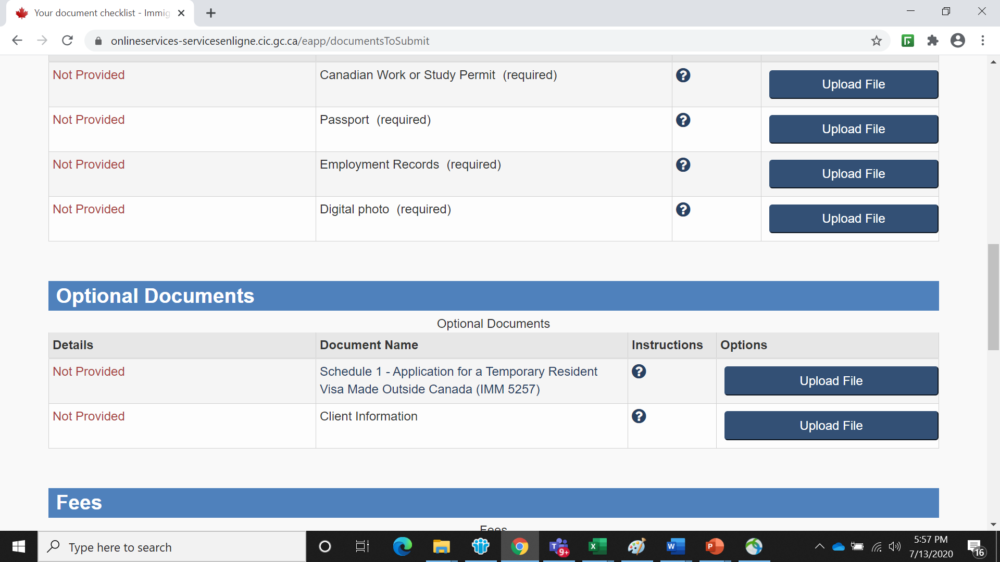 Your document checklist - Immig
onlineservices-servicesenligne.cic.gc.ca/eapp/documentsToSubmit
Not Provided Canadian Work or Study Permit (required) ? Upload File
Not Provided Passport (required) ? Upload File
Not Provided Employment Records (required) ? Upload File
Not Provided Digital photo (required) ? Upload File
Optional Documents
Optional Documents
Details Document Name Instructions Options
Not Provided Schedule 1 - Application for a Temporary Resident ? Upload File
Visa Made Outside Canada (IMM 5257)
Not Provided Client Information ? Upload File
Fees
Fees
Type here to search
T 9+ X W P
5:57 PM
7/13/2020
16